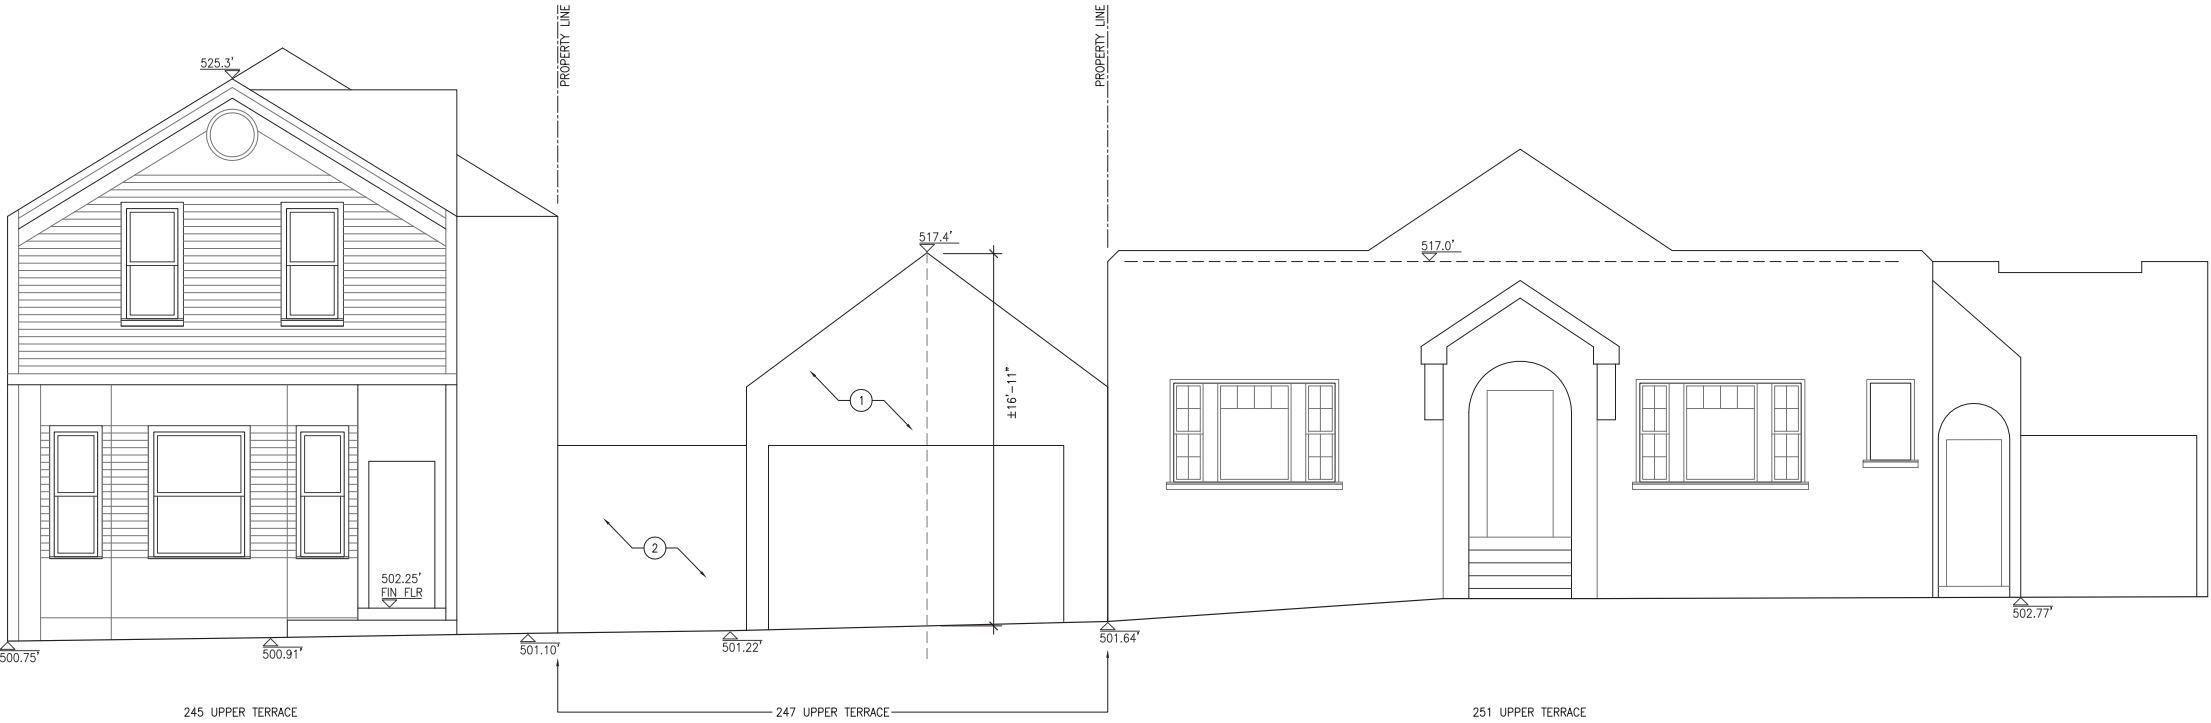 PROPERTY LINE
PROPERTY LINE
525.3'
517.4'
517.0'
±16'-11"
1
2
502.25'
FIN FLR
500.75'
500.91'
501.10'
501.22'
501.64'
502.77'
245 UPPER TERRACE
247 UPPER TERRACE
251 UPPER TERRACE